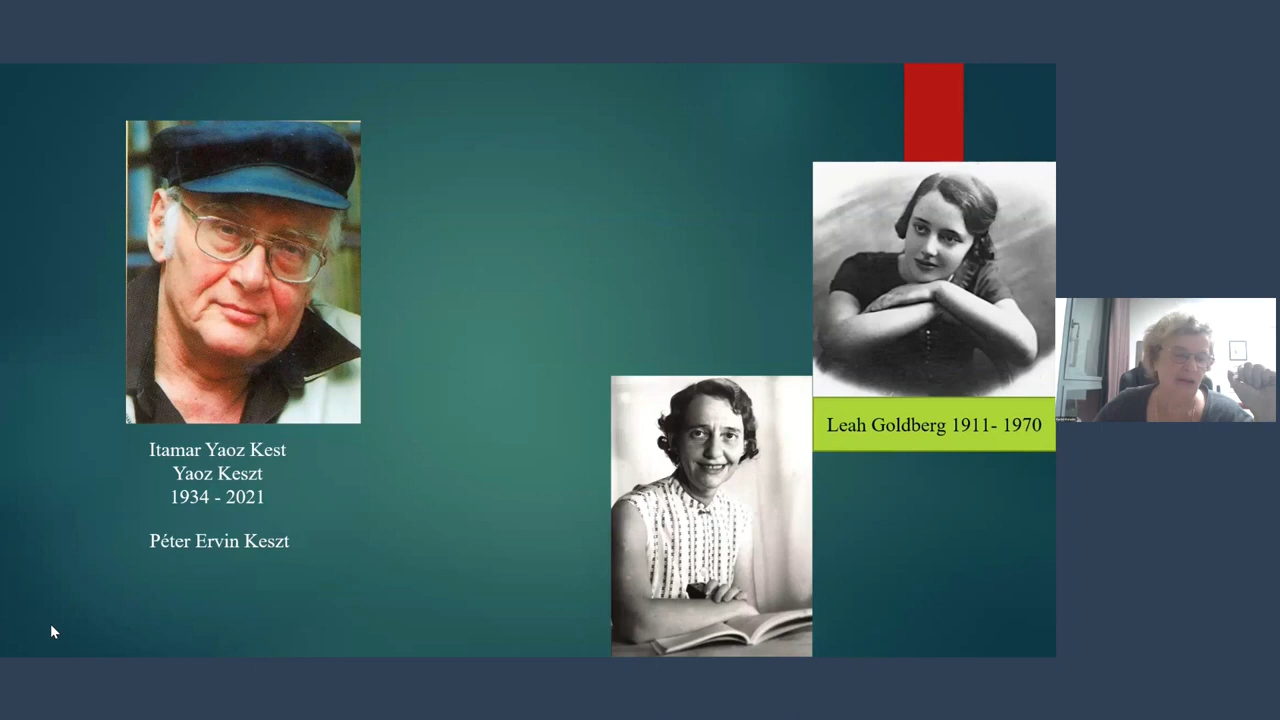 Itamar Yaoz Kest
Yaoz Keszt
1934 - 2021
Péter Ervin Keszt
Leah Goldberg 1911- 1970